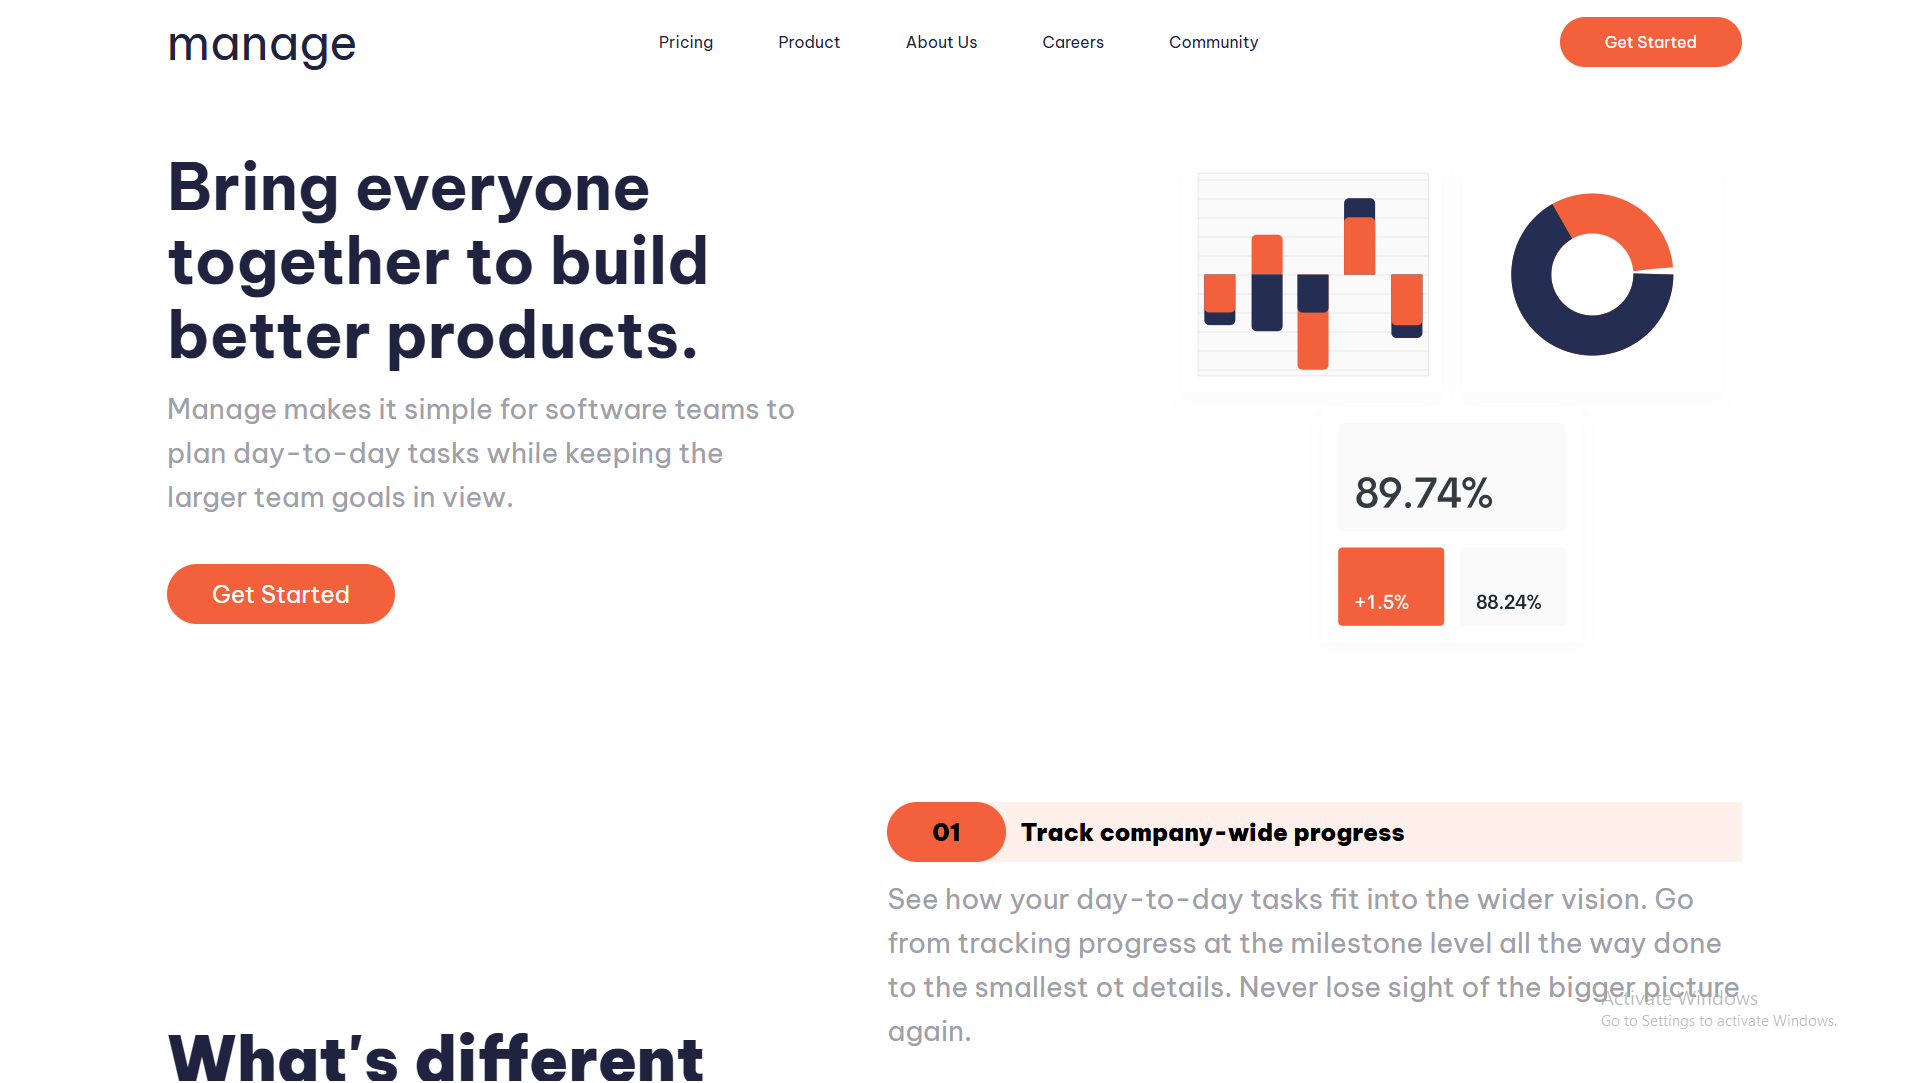 manage
Pricing
Product
About Us
Careers
Community
Get Started
Bring everyone
together to build
better products.
Manage makes it simple for software teams to
plan day-to-day tasks while keeping the
larger team goals in view.
Get Started
89.74%
+1.5%
88.24%
01
Track company-wide progress
See how your day-to-day tasks fit into the wider vision. Go
from tracking progress at the milestone level all the way done
to the smallest ot details. Never lose sight of the bigger picture
again.
Activate Windows
Go to Settings to activate Windows.
What's different